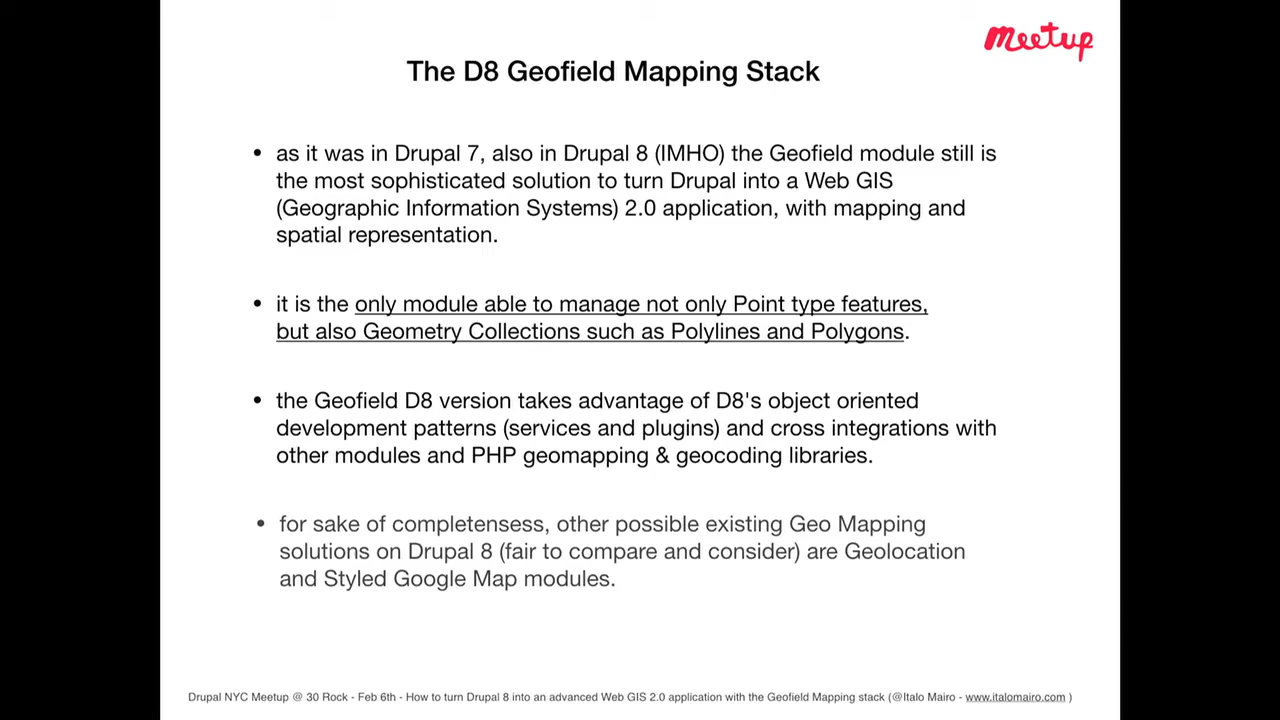 meetup
The D8 Geofield Mapping Stack
• as it was in Drupal 7, also in Drupal 8 (IMHO) the Geofield module still is
the most sophisticated solution to turn Drupal into a Web GIS
(Geographic Information Systems) 2.0 application, with mapping and
spatial representation.
• it is the only module able to manage not only Point type features,
but also Geometry Collections such as Polylines and Polygons.
• the Geofield D8 version takes advantage of D8's object oriented
development patterns (services and plugins) and cross integrations with
other modules and PHP geomapping & geocoding libraries.
• for sake of completensess, other possible existing Geo Mapping
solutions on Drupal 8 (fair to compare and consider) are Geolocation
and Styled Google Map modules.
Drupal NYC Meetup @ 30 Rock - Feb 6th - How to turn Drupal 8 into an advanced Web GIS 2.0 application with the Geofield Mapping stack (@Italo Mairo - www.italomairo.com )